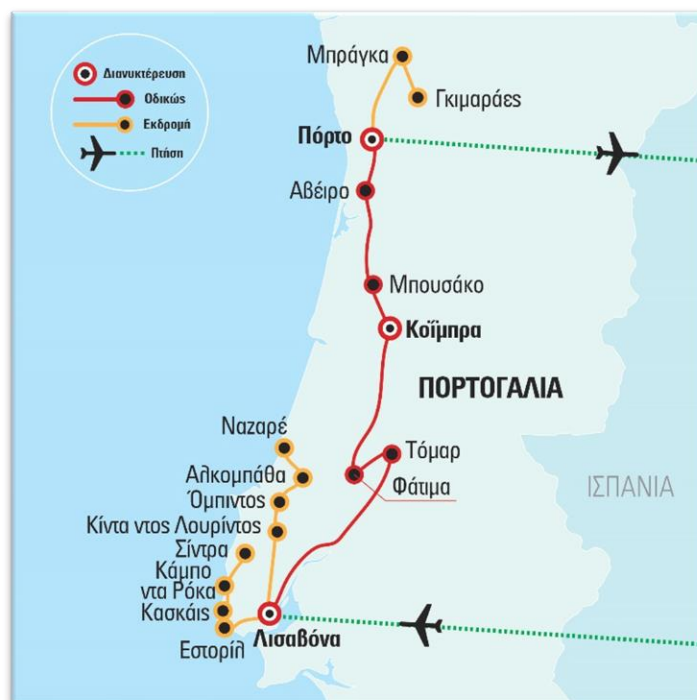 Διανυκτέρευση
Οδικώς
Εκδρομή
Πτήση
Μπράγκα
Γκιμαράες
Πόρτο
Αβέιρο
Μπουσάκο
Κοΐμπρα
ΠΟΡΤΟΓΑΛΙΑ
Ναζαρέ
Τόμαρ
Αλκομπάθα
Φάτιμα
ΙΣΠΑΝΙΑ
Όμπιντος
Κίντα ντος Λουρίντος
Σίντρα
Κάμπο
ντα Ρόκα
Κασκάις
Λισαβόνα
Εστορίλ